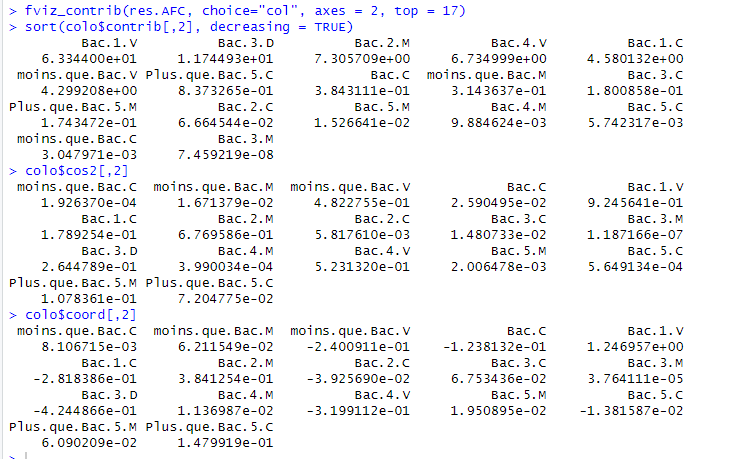 > fviz_contrib(res.AFC, choice="col", axes = 2, top = 17)
> sort(colo$contrib[,2], decreasing = TRUE)
Bac.1.V Bac.3.D Bac.2.M Bac.4.V Bac.1.C
6.334400e+01 1.174493e+01 7.305709e+00 6.734999e+00 4.580132e+00
moins.que.Bac.V Plus.que.Bac.5.C Bac.C moins.que.Bac.M Bac.3.C
4.299208e+00 8.373265e-01 3.843111e-01 3.143637e-01 1.800858e-01
Plus.que.Bac.5.M Bac.2.C Bac.5.M Bac.4.M Bac.5.C
1.743472e-01 6.664544e-02 1.526641e-02 9.884624e-03 5.742317e-03
moins.que.Bac.C Bac.3.M
3.047971e-03 7.459219e-08
> colo$cos2[,2]
moins.que.Bac.C moins.que.Bac.M moins.que.Bac.V Bac.C Bac.1.V
1.926370e-04 1.671379e-02 4.822755e-01 2.590495e-02 9.245641e-01
Bac.1.C Bac.2.M Bac.2.C Bac.3.C Bac.3.M
1.789254e-01 6.769586e-01 5.817610e-03 1.480733e-02 1.187166e-07
Bac.3.D Bac.4.M Bac.4.V Bac.5.M Bac.5.C
2.644789e-01 3.990034e-04 5.231320e-01 2.006478e-03 5.649134e-04
Plus.que.Bac.5.M Plus.que.Bac.5.C
1.078361e-01 7.204775e-02
> colo$coord[,2]
moins.que.Bac.C moins.que.Bac.M moins.que.Bac.V Bac.C Bac.1.V
8.106715e-03 6.211549e-02 -2.400911e-01 -1.238132e-01 1.246957e+00
Bac.1.C Bac.2.M Bac.2.C Bac.3.C Bac.3.M
-2.818386e-01 3.841254e-01 -3.925690e-02 6.753436e-02 3.764111e-05
Bac.3.D Bac.4.M Bac.4.V Bac.5.M Bac.5.C
-4.244866e-01 1.136987e-02 -3.199112e-01 1.950895e-02 -1.381587e-02
Plus.que.Bac.5.M Plus.que.Bac.5.C
6.090209e-02 1.479919e-01
>